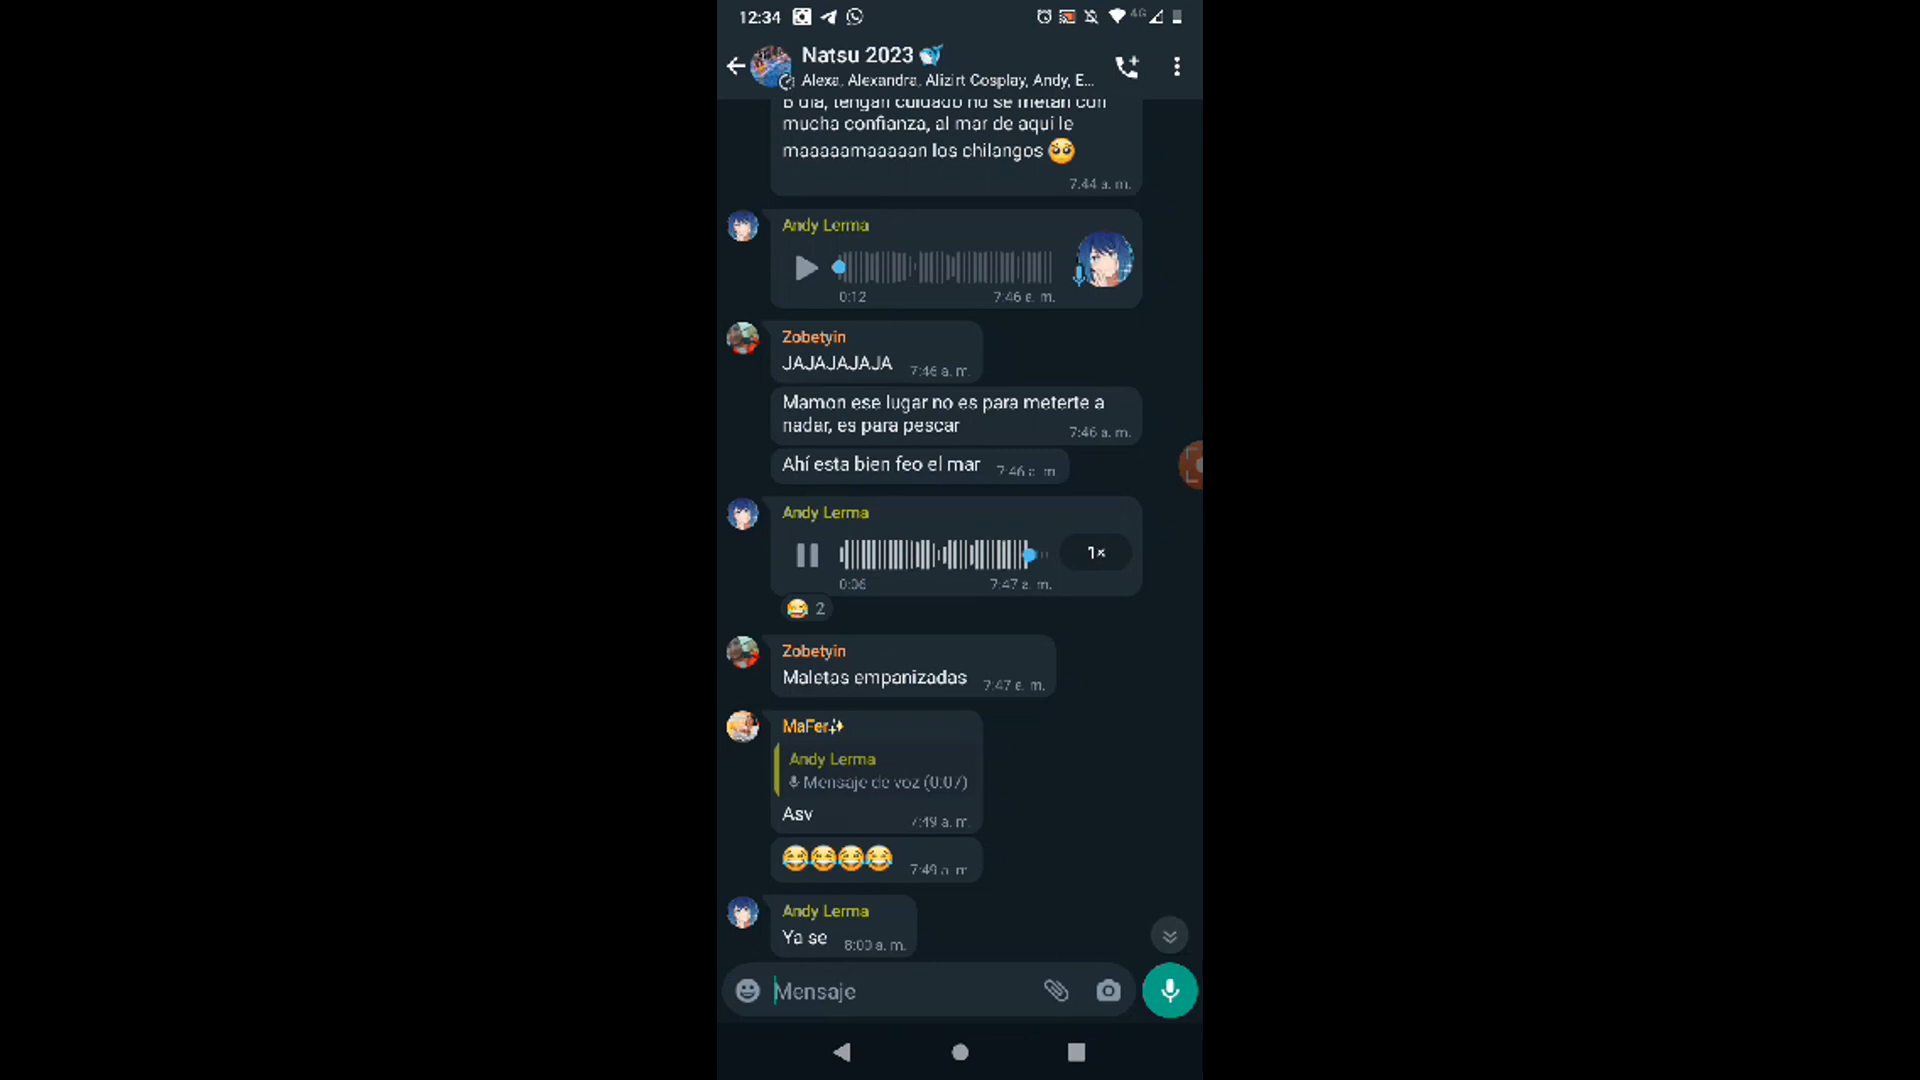 12:34
4G
Natsu 2023
Alexa, Alexandra, Alizirt Cosplay, Andy, E...
B dia, tengan cuidado no se metan con
mucha confianza, al mar de aqui le
maaaaamaaaaan los chilangos
7:44 a. m.
Andy Lerma
0:12 7:46 a. m.
Zobetyin
JAJAJAJAJA 7:46 a. m.
Mamon ese lugar no es para meterte a
nadar, es para pescar 7:46 a. m.
Ahí esta bien feo el mar 7:46 a. m.
Andy Lerma
1×
0:06 7:47 a. m.
2
Zobetyin
Maletas empanizadas 7:47 a. m.
MaFer
Andy Lerma
Mensaje de voz (0:07)
Asv 7:49 a. m.
7:49 a. m.
Andy Lerma
Ya se 8:00 a. m.
Mensaje